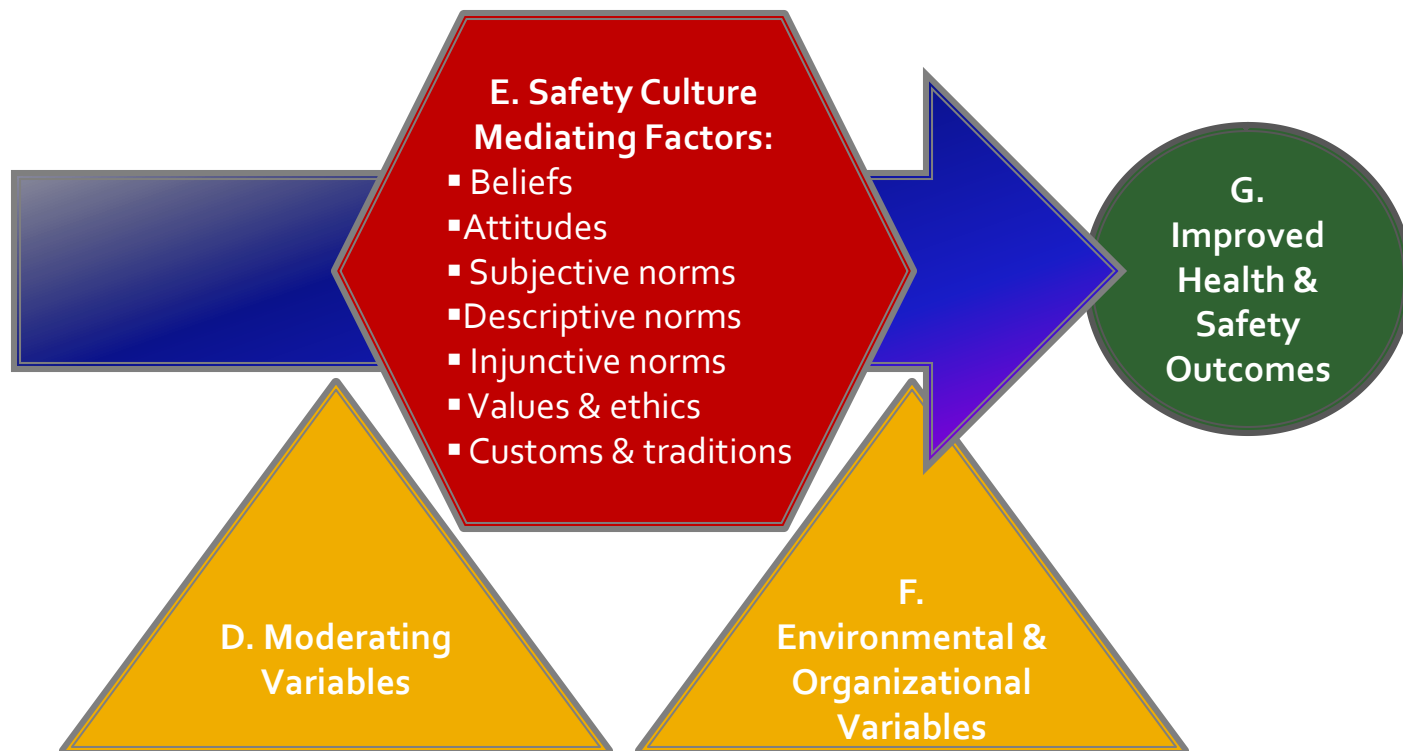 E. Safety Culture
Mediating Factors:
▪ Beliefs
▪Attitudes
▪ Subjective norms
▪Descriptive norms
▪ Injunctive norms
▪ Values & ethics
▪ Customs & traditions
G.
Improved
Health &
Safety
Outcomes
D. Moderating
Variables
F.
Environmental &
Organizational
Variables